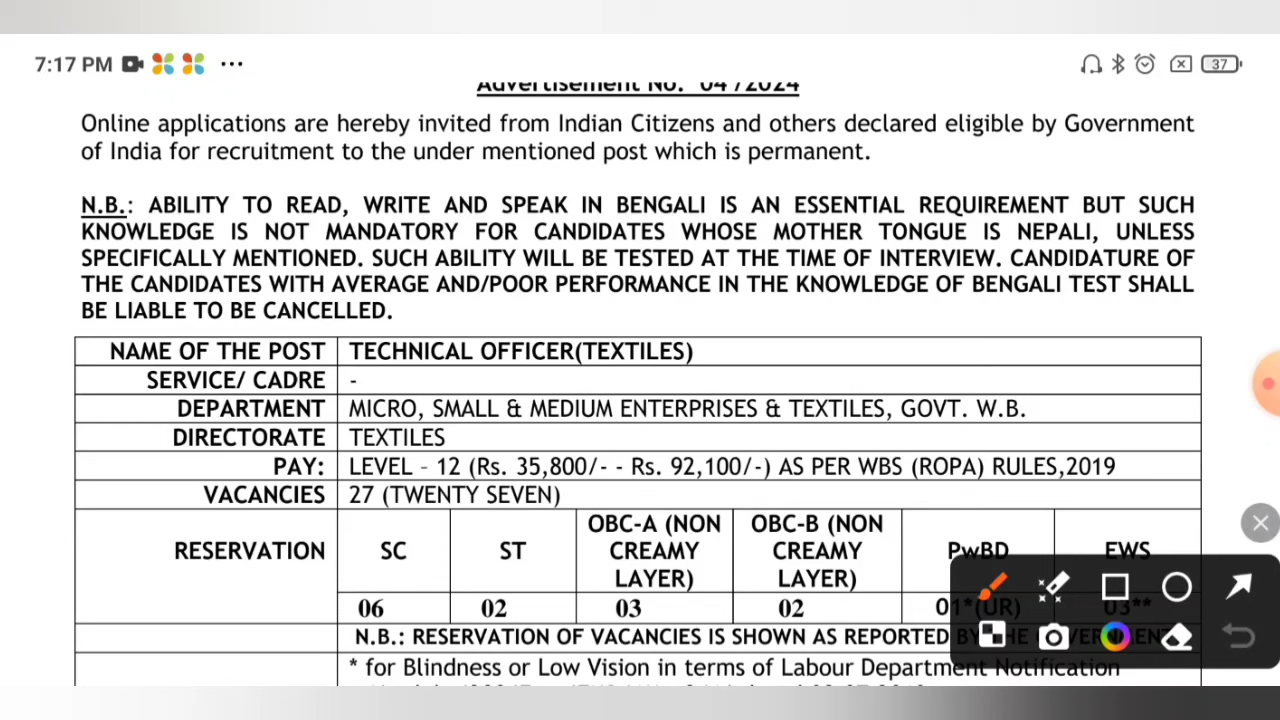 7:17 PM
37
Advertisement No. 04 /2024
Online applications are hereby invited from Indian Citizens and others declared eligible by Government
of India for recruitment to the under mentioned post which is permanent.
N.B.: ABILITY TO READ, WRITE AND SPEAK IN BENGALI IS AN ESSENTIAL REQUIREMENT BUT SUCH
KNOWLEDGE IS NOT MANDATORY FOR CANDIDATES WHOSE MOTHER TONGUE IS NEPALI, UNLESS
SPECIFICALLY MENTIONED. SUCH ABILITY WILL BE TESTED AT THE TIME OF INTERVIEW. CANDIDATURE OF
THE CANDIDATES WITH AVERAGE AND/POOR PERFORMANCE IN THE KNOWLEDGE OF BENGALI TEST SHALL
BE LIABLE TO BE CANCELLED.
NAME OF THE POST TECHNICAL OFFICER(TEXTILES)
SERVICE/ CADRE -
DEPARTMENT MICRO, SMALL & MEDIUM ENTERPRISES & TEXTILES, GOVT. W.B.
DIRECTORATE TEXTILES
PAY: LEVEL – 12 (Rs. 35,800/- - Rs. 92,100/-) AS PER WBS (ROPA) RULES,2019
VACANCIES 27 (TWENTY SEVEN)
RESERVATION SC ST OBC-A (NON CREAMY LAYER) OBC-B (NON CREAMY LAYER) PwBD EWS
06 02 03 02 01*(UR) 03**
N.B.: RESERVATION OF VACANCIES IS SHOWN AS REPORTED BY THE GOVERNMENT
* for Blindness or Low Vision in terms of Labour Department Notification